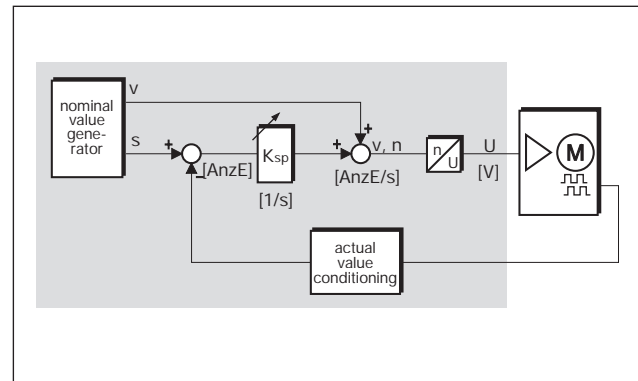 nominal
value
gene-
rator
v
s
+
+
–
[AnzE]
Ksp
[1/s]
+
+
v, n
[AnzE/s]
n
U
U
[V]
M
actual
value
conditioning